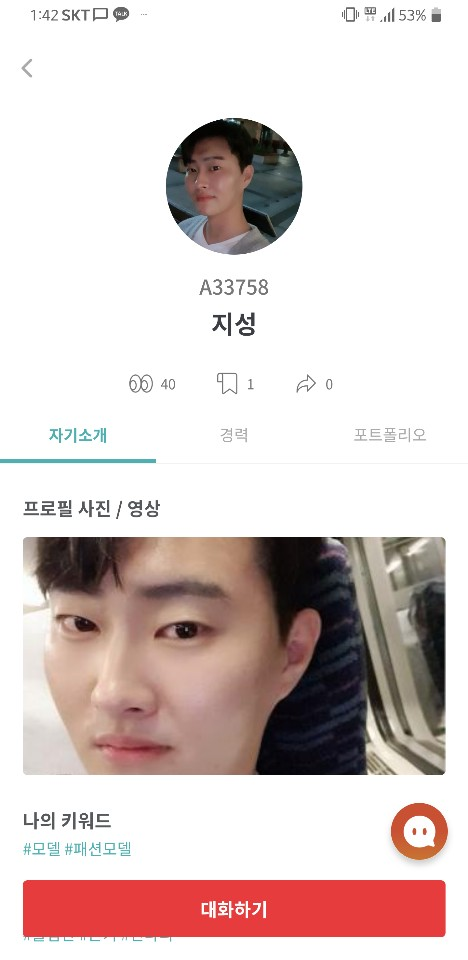 1:42 SKT TALK ...
LTE 53%
A33758
지성
40 1 0
자기소개 경력 포트폴리오
프로필 사진 / 영상
나의 키워드
#모델 #패션모델
대화하기